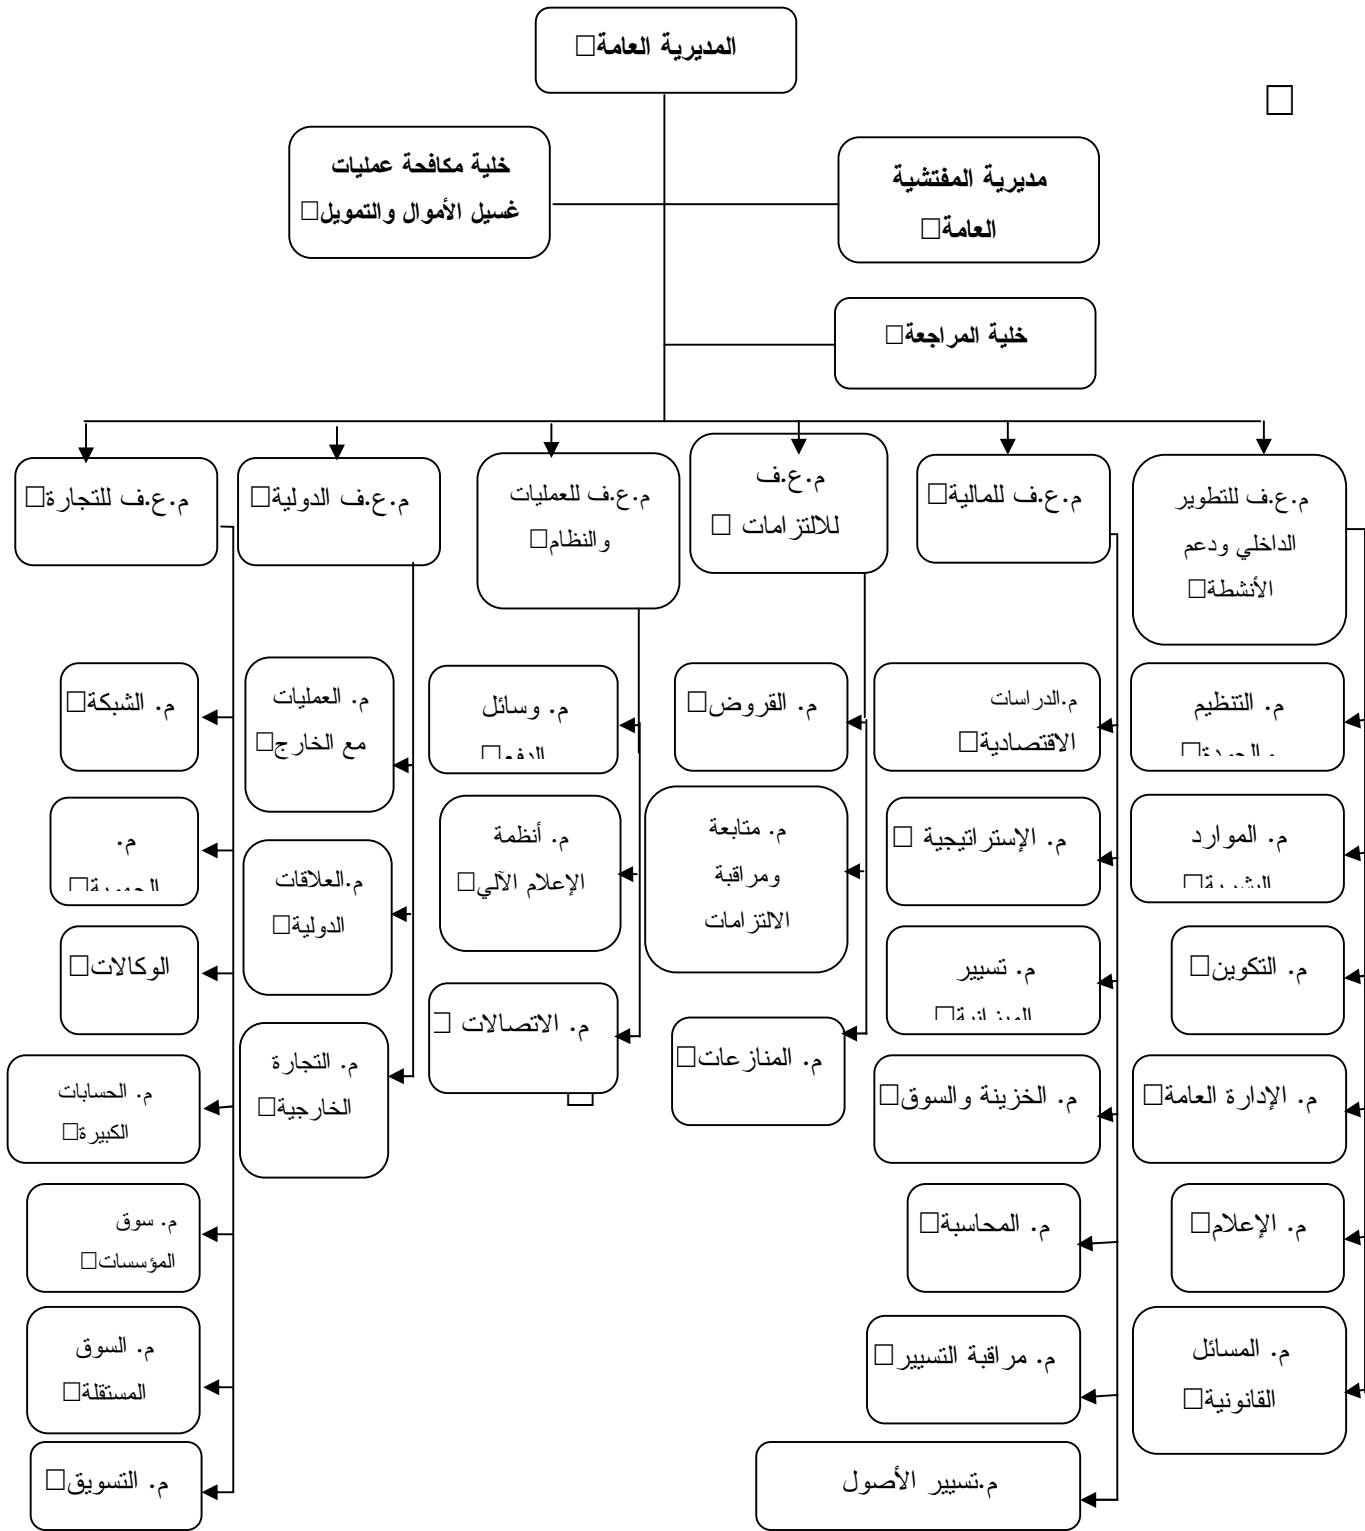 المديرية العامة
خلية مكافحة عمليات
غسيل الأموال والتمويل
مديرية المفتشية
العامة
خلية المراجعة
م.ع.ف للتطوير
الداخلي ودعم
الأنشطة
م.ع.ف للمالية
م.ع.ف
للالتزامات
م.ع.ف للعمليات
والنظام
م.ع.ف الدولية
م.ع.ف للتجارة
م. التنظيم
م. الموارد
م. التكوين
م. الإدارة العامة
م. الإعلام
م. المسائل
القانونية
م.الدراسات
الاقتصادية
م. الإستراتيجية
م. تسيير
الميزانية
م. الخزينة والسوق
م. المحاسبة
م. مراقبة التسيير
م.تسيير الأصول
م. القروض
م. متابعة
ومراقبة
الالتزامات
م. المنازعات
م. وسائل
الدفع
م. أنظمة
الإعلام الآلي
م. الاتصالات
م. العمليات
مع الخارج
م.العلاقات
الدولية
م. التجارة
الخارجية
م. الشبكة
م.
الوكالات
م. الحسابات
الكبيرة
م. سوق
المؤسسات
م. السوق
المستقلة
م. التسويق